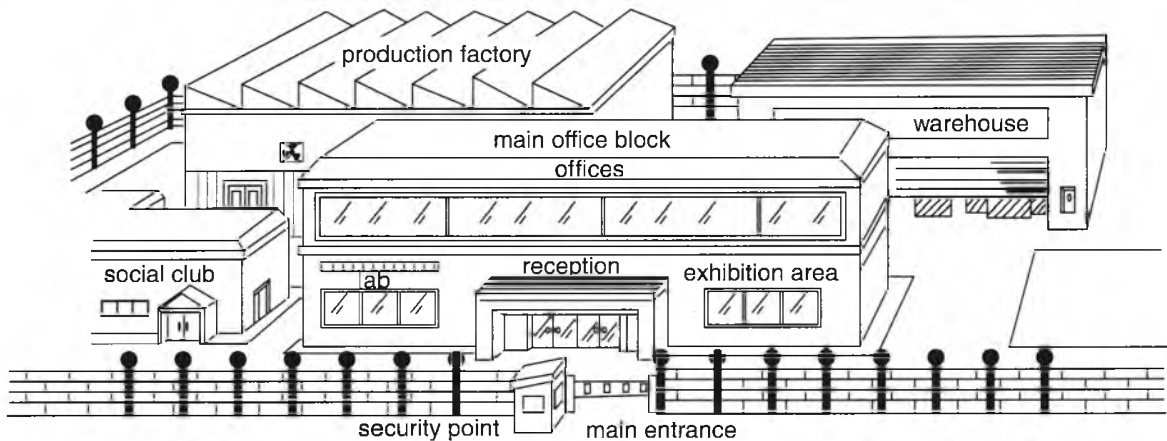 production factory
warehouse
main office block
offices
social club
reception
exhibition area
ab
security point
main entrance